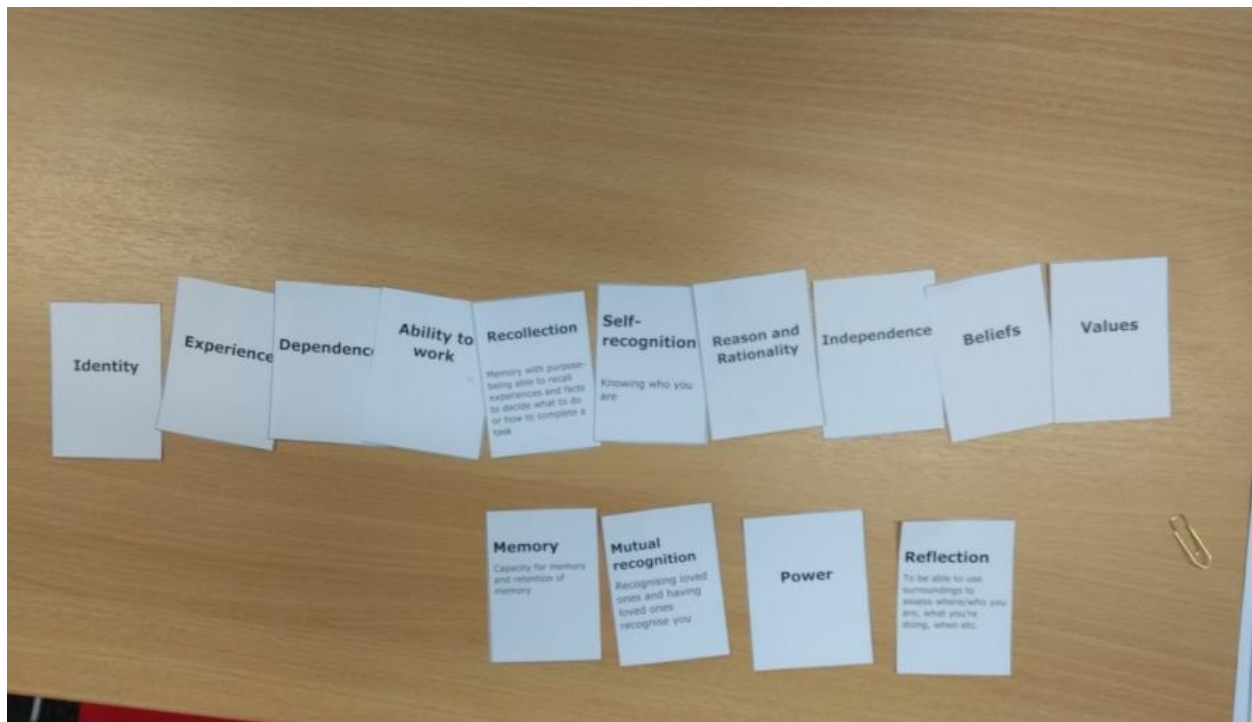 Identity
Experience
Dependenc
Ability to
work
Recollection
Memory with purpose-
being able to recall
experiences and facts
to decide what to do
or how to complete a
task
Self-
recognition
Knowing who you
are
Reason and
Rationality
Independence
Beliefs
Values
Memory
Capacity for memory
and retention of
memory
Mutual
recognition
Recognising loved
ones and having
loved ones
recognise you
Power
Reflection
To be able to use
surroundings to
assess where/who you
are, what you're
doing, when etc.